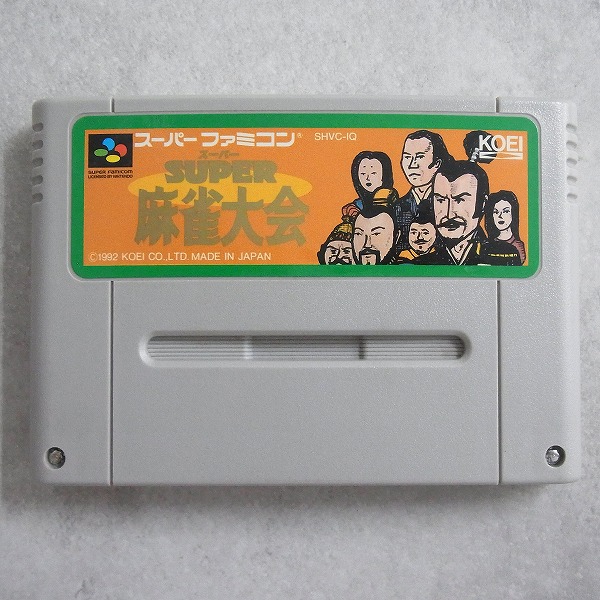 スーパーファミコン® SHVC-IQ
KOEI
SUPER FAMICOM
LICENSED BY NINTENDO
スーパー
SUPER
麻雀大会
©1992 KOEI CO.,LTD. MADE IN JAPAN